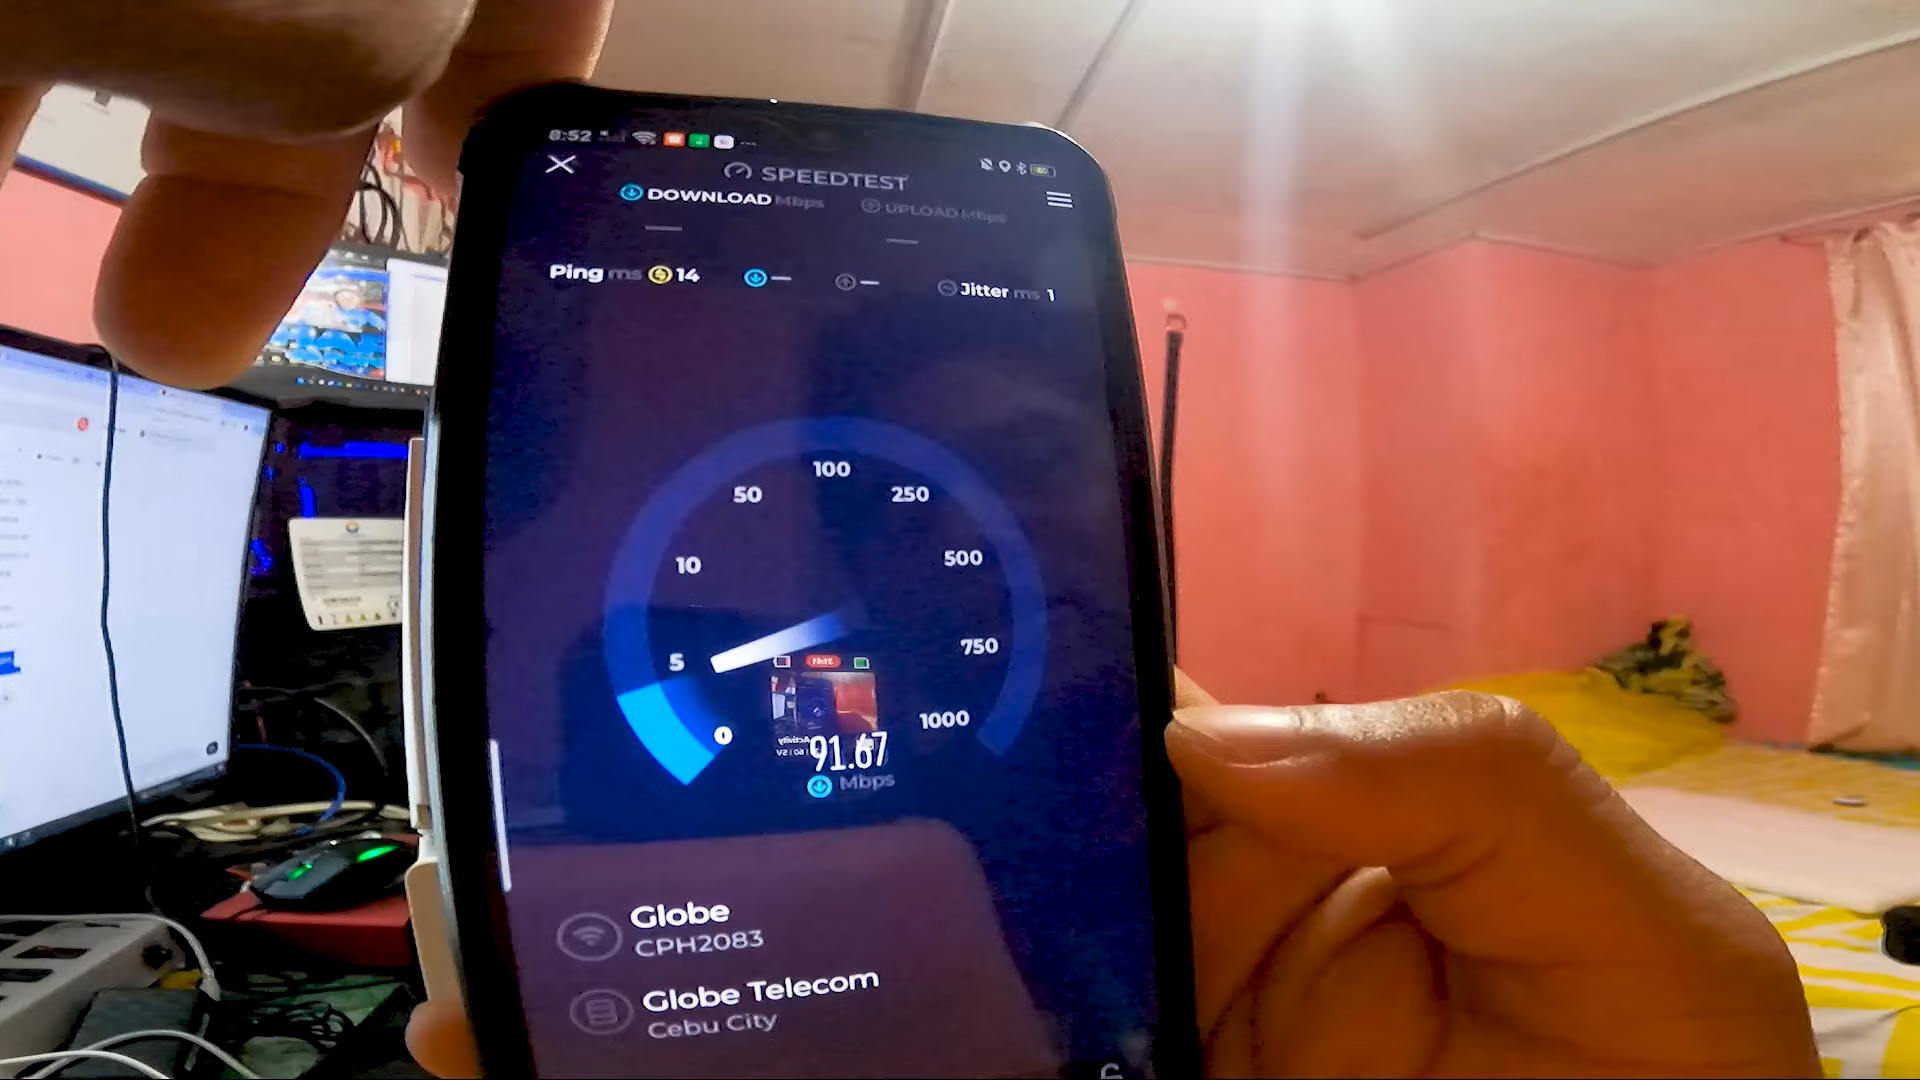 8:52
SPEEDTEST
DOWNLOAD Mbps
UPLOAD Mbps
Ping ms 14
Jitter ms 1
100
50
250
10
500
5
750
0
1000
91.67
Mbps
Globe
CPH2083
Globe Telecom
Cebu City